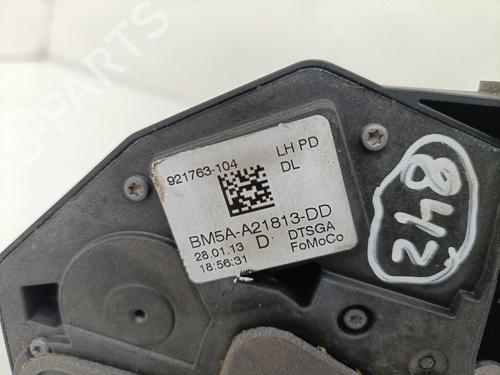 921763-104
LH PD
DL
BM5A-A21813-DD
28.01.13 D DTSGA
18:56:31 FoMoCo
248
B-PARTS